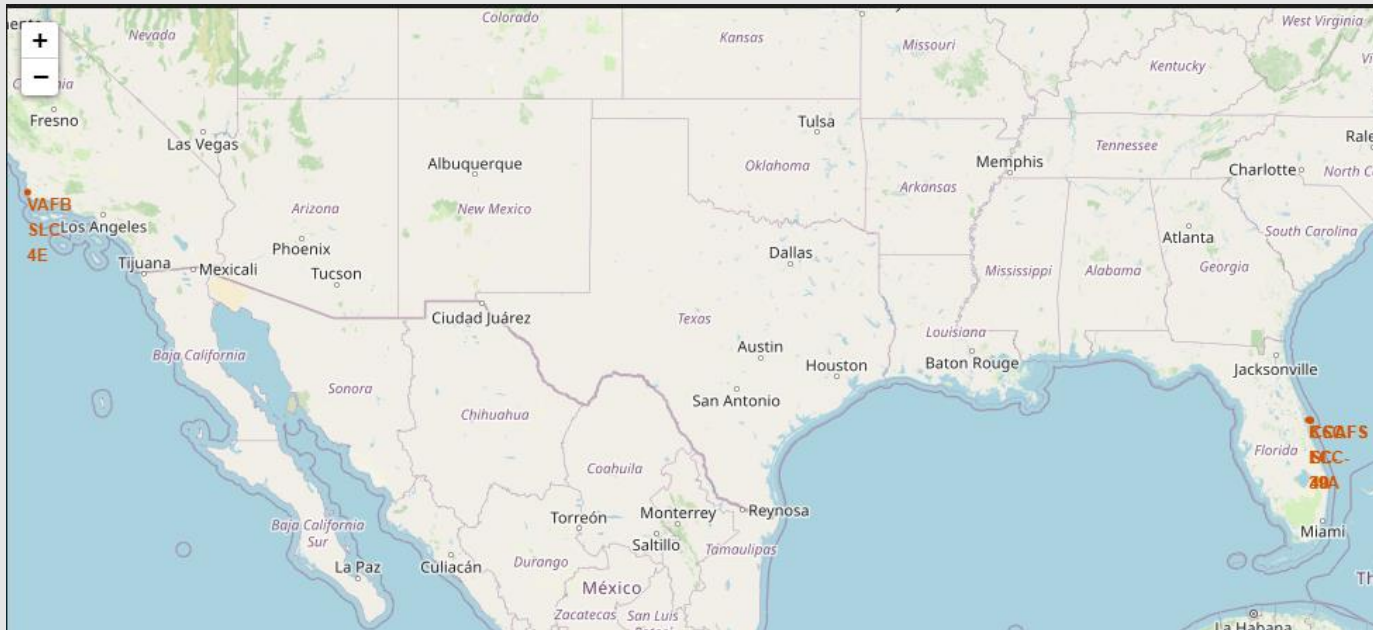 Colorado
West Virginia
Nevada
Kansas
Missouri
+
−
Kentucky
Fresno
Tulsa
Las Vegas
Tennessee
Albuquerque
Oklahoma
Memphis
Charlotte
Arkansas
VAFB
SLC-
4E
Los Angeles
Arizona
New Mexico
Phoenix
Dallas
Atlanta
South Carolina
Tijuana
Mexicali
Tucson
Mississippi
Alabama
Georgia
Ciudad Juárez
Texas
Louisiana
Austin
Baja California
Houston
Baton Rouge
Jacksonville
Sonora
San Antonio
Chihuahua
Florida
Coahuila
Torreón
Monterrey
Reynosa
Baja California
Sur
Saltillo
Tamaulipas
Miami
La Paz
Culiacán
Durango
México
Zacatecas
San Luis
La Habana